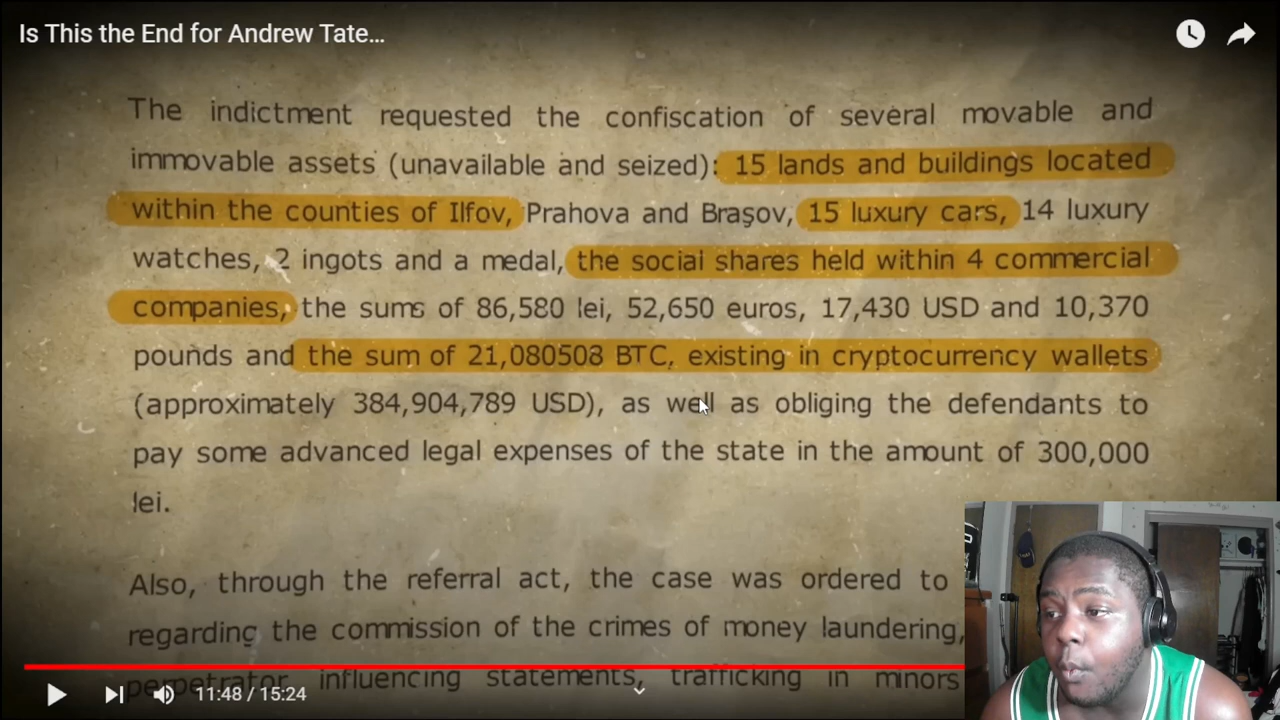 Is This the End for Andrew Tate...
The indictment requested the confiscation of several movable and
immovable assets (unavailable and seized): 15 lands and buildings located
within the counties of Ilfov, Prahova and Braşov, 15 luxury cars, 14 luxury
watches, 2 ingots and a medal, the social shares held within 4 commercial
companies, the sums of 86,580 lei, 52,650 euros, 17,430 USD and 10,370
pounds and the sum of 21,080508 BTC, existing in cryptocurrency wallets
(approximately 384,904,789 USD), as well as obliging the defendants to
pay some advanced legal expenses of the state in the amount of 300,000
lei.
Also, through the referral act, the case was ordered to
regarding the commission of the crimes of money laundering,
perpetrator, influencing statements, trafficking in minors
11:48 / 15:24